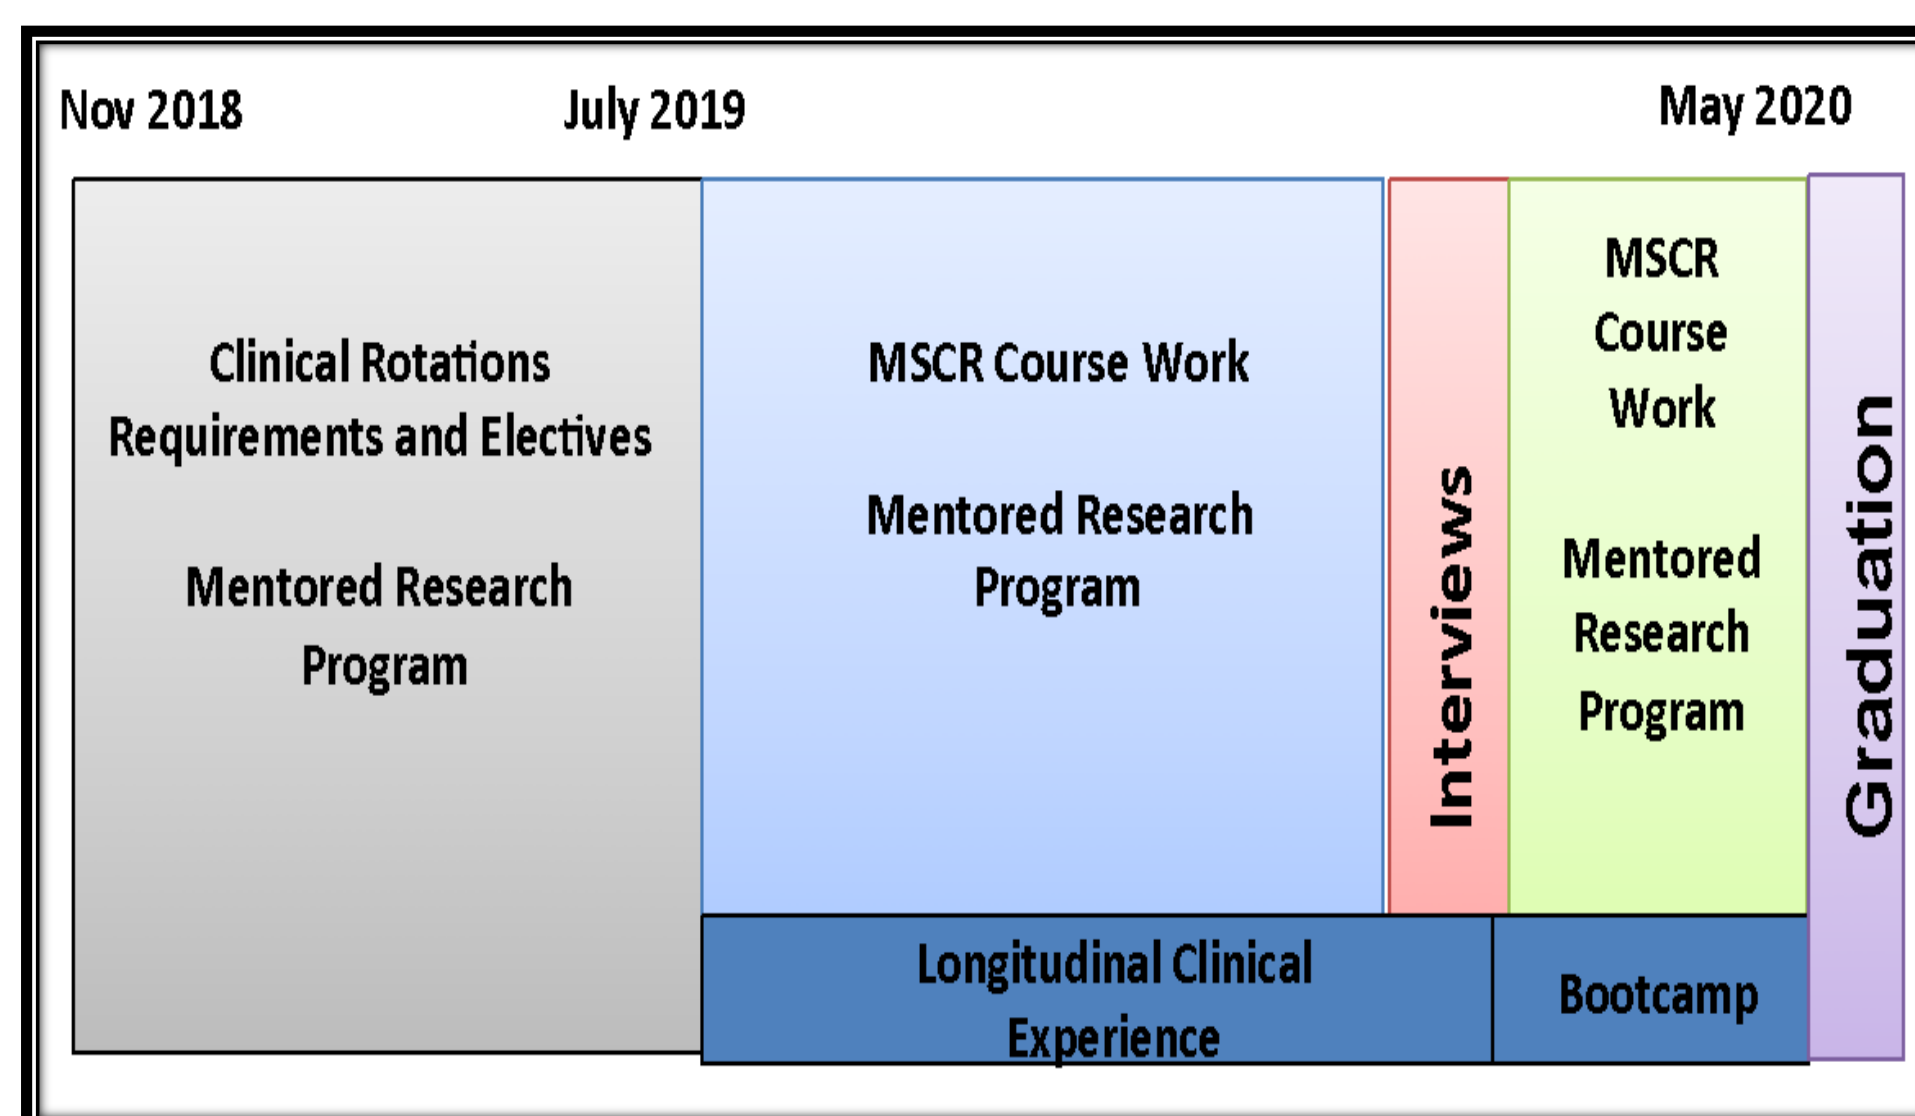 Nov 2018
July 2019
May 2020
Clinical Rotations
Requirements and Electives
Mentored Research
Program
MSCR Course Work
Mentored Research
Program
Interviews
MSCR
Course
Work
Mentored
Research
Program
Graduation
Longitudinal Clinical
Experience
Bootcamp